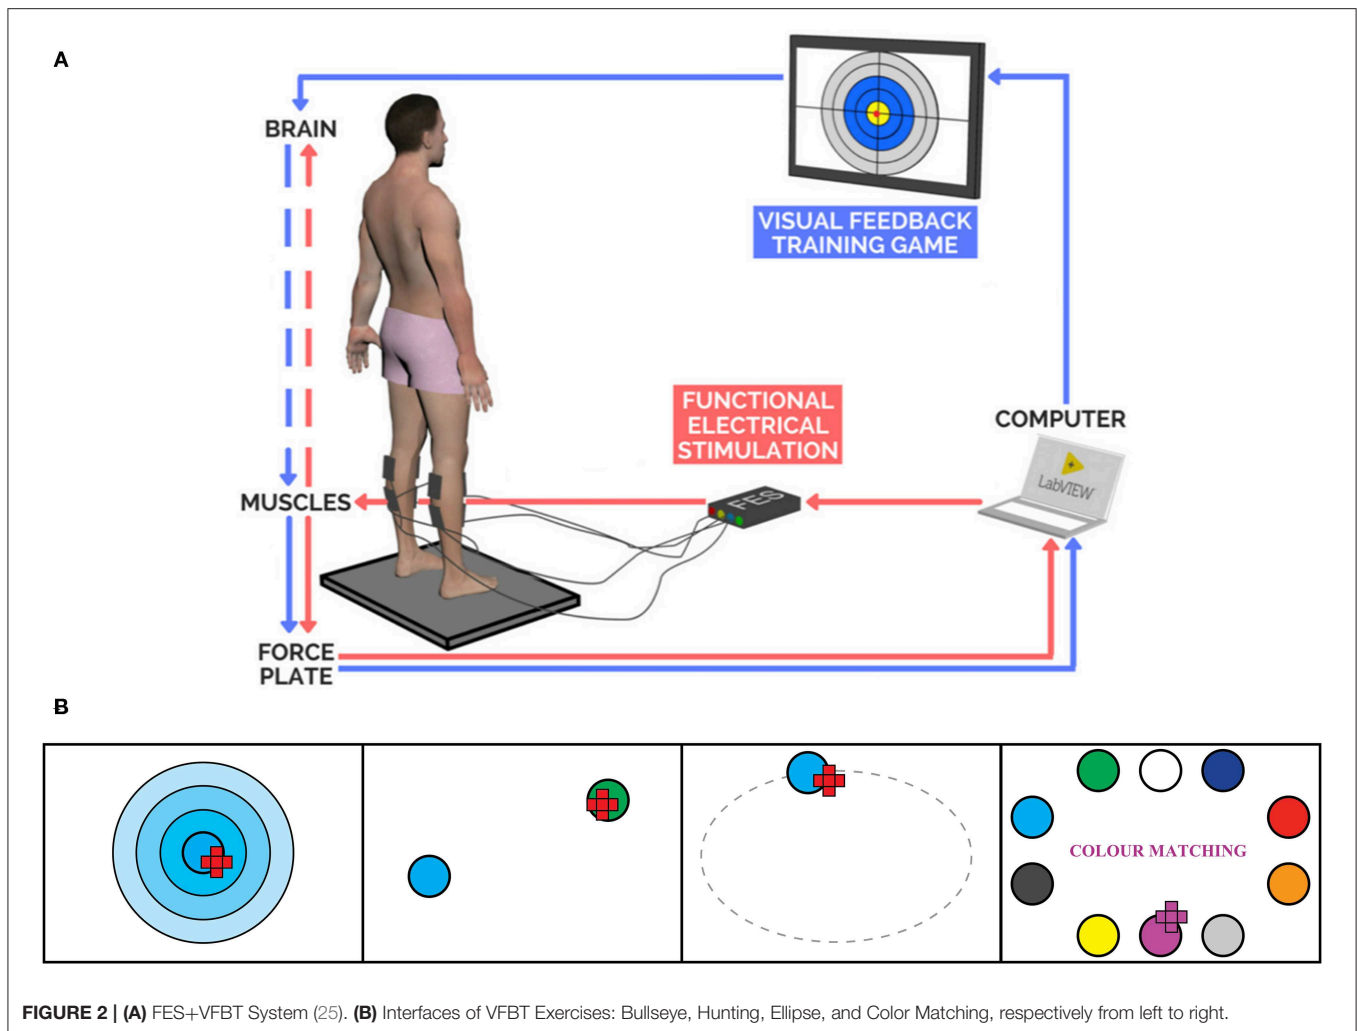 A
BRAIN
VISUAL FEEDBACK
TRAINING GAME
FUNCTIONAL
ELECTRICAL
STIMULATION
COMPUTER
LabVIEW
FES
MUSCLES
FORCE
PLATE
B
COLOUR MATCHING
FIGURE 2 | (A) FES+VFBT System (25). (B) Interfaces of VFBT Exercises: Bullseye, Hunting, Ellipse, and Color Matching, respectively from left to right.